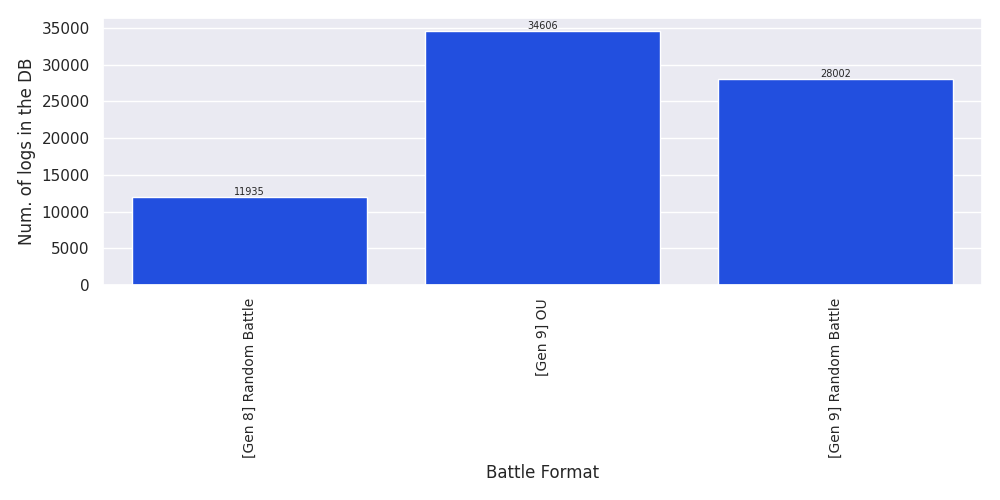 Num. of logs in the DB
35000
30000
25000
20000
15000
10000
5000
0
11935
34606
28002
[Gen 8] Random Battle
[Gen 9] OU
[Gen 9] Random Battle
Battle Format